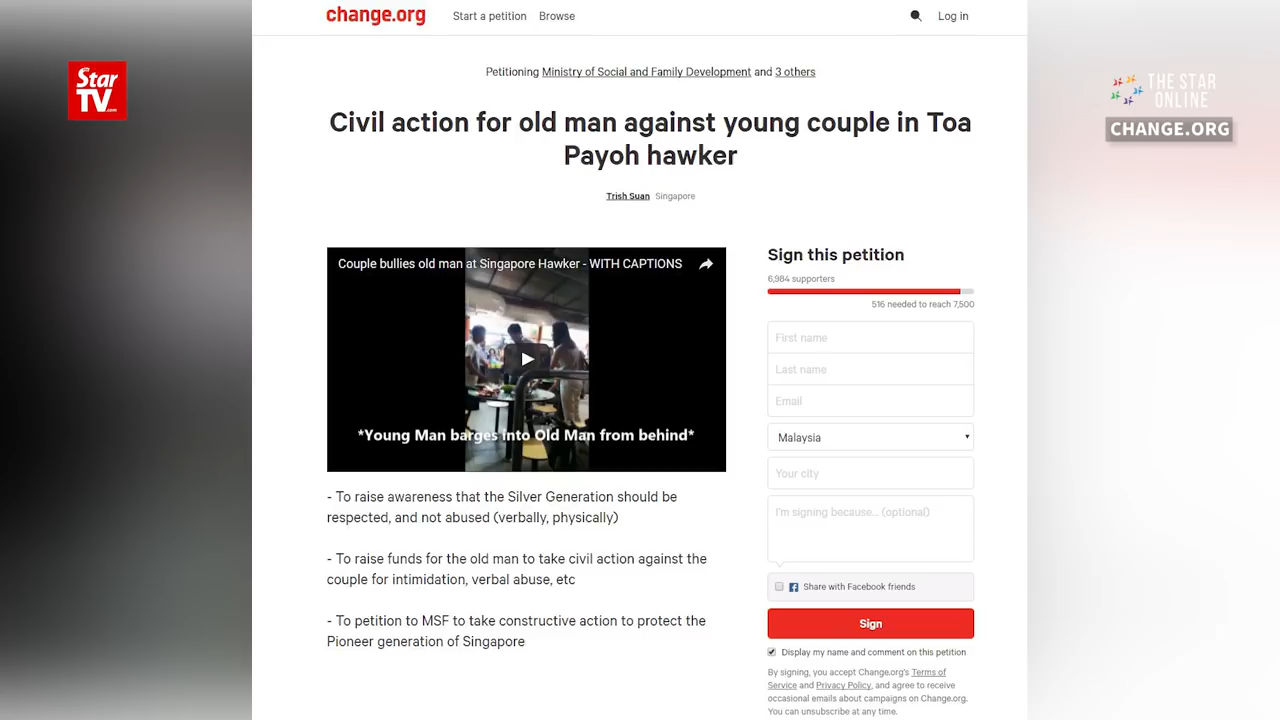 Star
TV.com
THE STAR
ONLINE
CHANGE.ORG
change.org
Start a petition
Browse
Log in
Petitioning Ministry of Social and Family Development and 3 others
Civil action for old man against young couple in Toa
Payoh hawker
Trish Suan Singapore
Couple bullies old man at Singapore Hawker - WITH CAPTIONS
*Young Man barges into Old Man from behind*
- To raise awareness that the Silver Generation should be
respected, and not abused (verbally, physically)
- To raise funds for the old man to take civil action against the
couple for intimidation, verbal abuse, etc
- To petition to MSF to take constructive action to protect the
Pioneer generation of Singapore
Sign this petition
6,984 supporters
516 needed to reach 7,500
First name
Last name
Email
Malaysia
Your city
I'm signing because... (optional)
Share with Facebook friends
Sign
Display my name and comment on this petition
By signing, you accept Change.org's Terms of
Service and Privacy Policy, and agree to receive
occasional emails about campaigns on Change.org.
You can unsubscribe at any time.